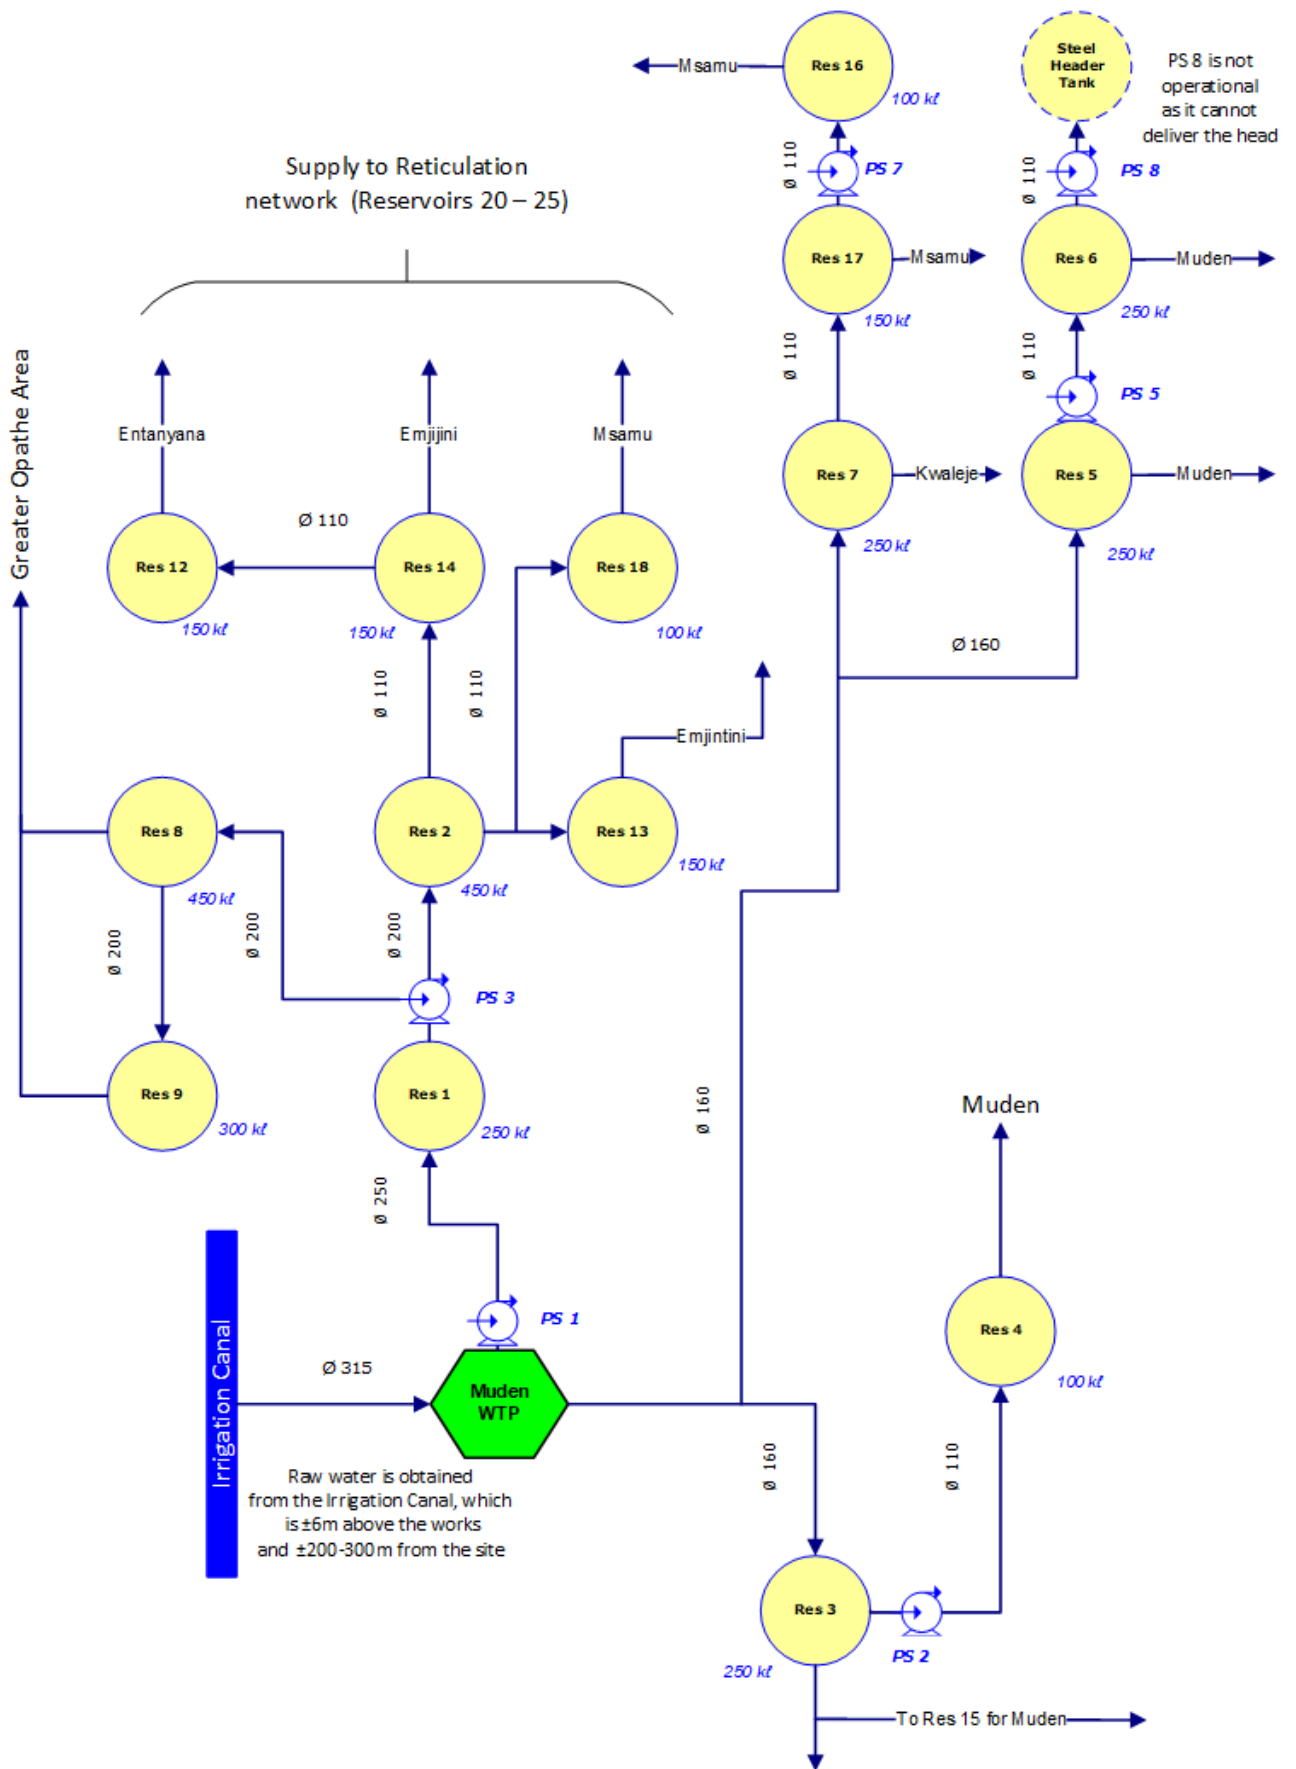 Msamu
Res 16
100 kℓ
Steel
Header
Tank
PS 8 is not
operational
as it cannot
deliver the head
Ø 110
PS 7
Ø 110
PS 8
Supply to Reticulation
network (Reservoirs 20 – 25)
Res 17
Msamu
150 kℓ
Res 6
Muden
250 kℓ
Ø 110
Ø 110
PS 5
Greater Opathe Area
Entanyana
Emjijini
Msamu
Res 7
Kwaleje
250 kℓ
Res 5
Muden
250 kℓ
Ø 110
Res 12
150 kℓ
Res 14
150 kℓ
Res 18
100 kℓ
Ø 160
Ø 110
Ø 110
Emjintini
Res 8
450 kℓ
Res 2
450 kℓ
Res 13
150 kℓ
Ø 200
Ø 200
Ø 200
PS 3
Res 9
300 kℓ
Res 1
250 kℓ
Ø 160
Muden
Ø 250
Irrigation Canal
PS 1
Ø 315
Muden
WTP
Res 4
100 kℓ
Raw water is obtained
from the Irrigation Canal, which
is ±6m above the works
and ±200-300m from the site
Ø 160
Ø 110
Res 3
250 kℓ
PS 2
To Res 15 for Muden